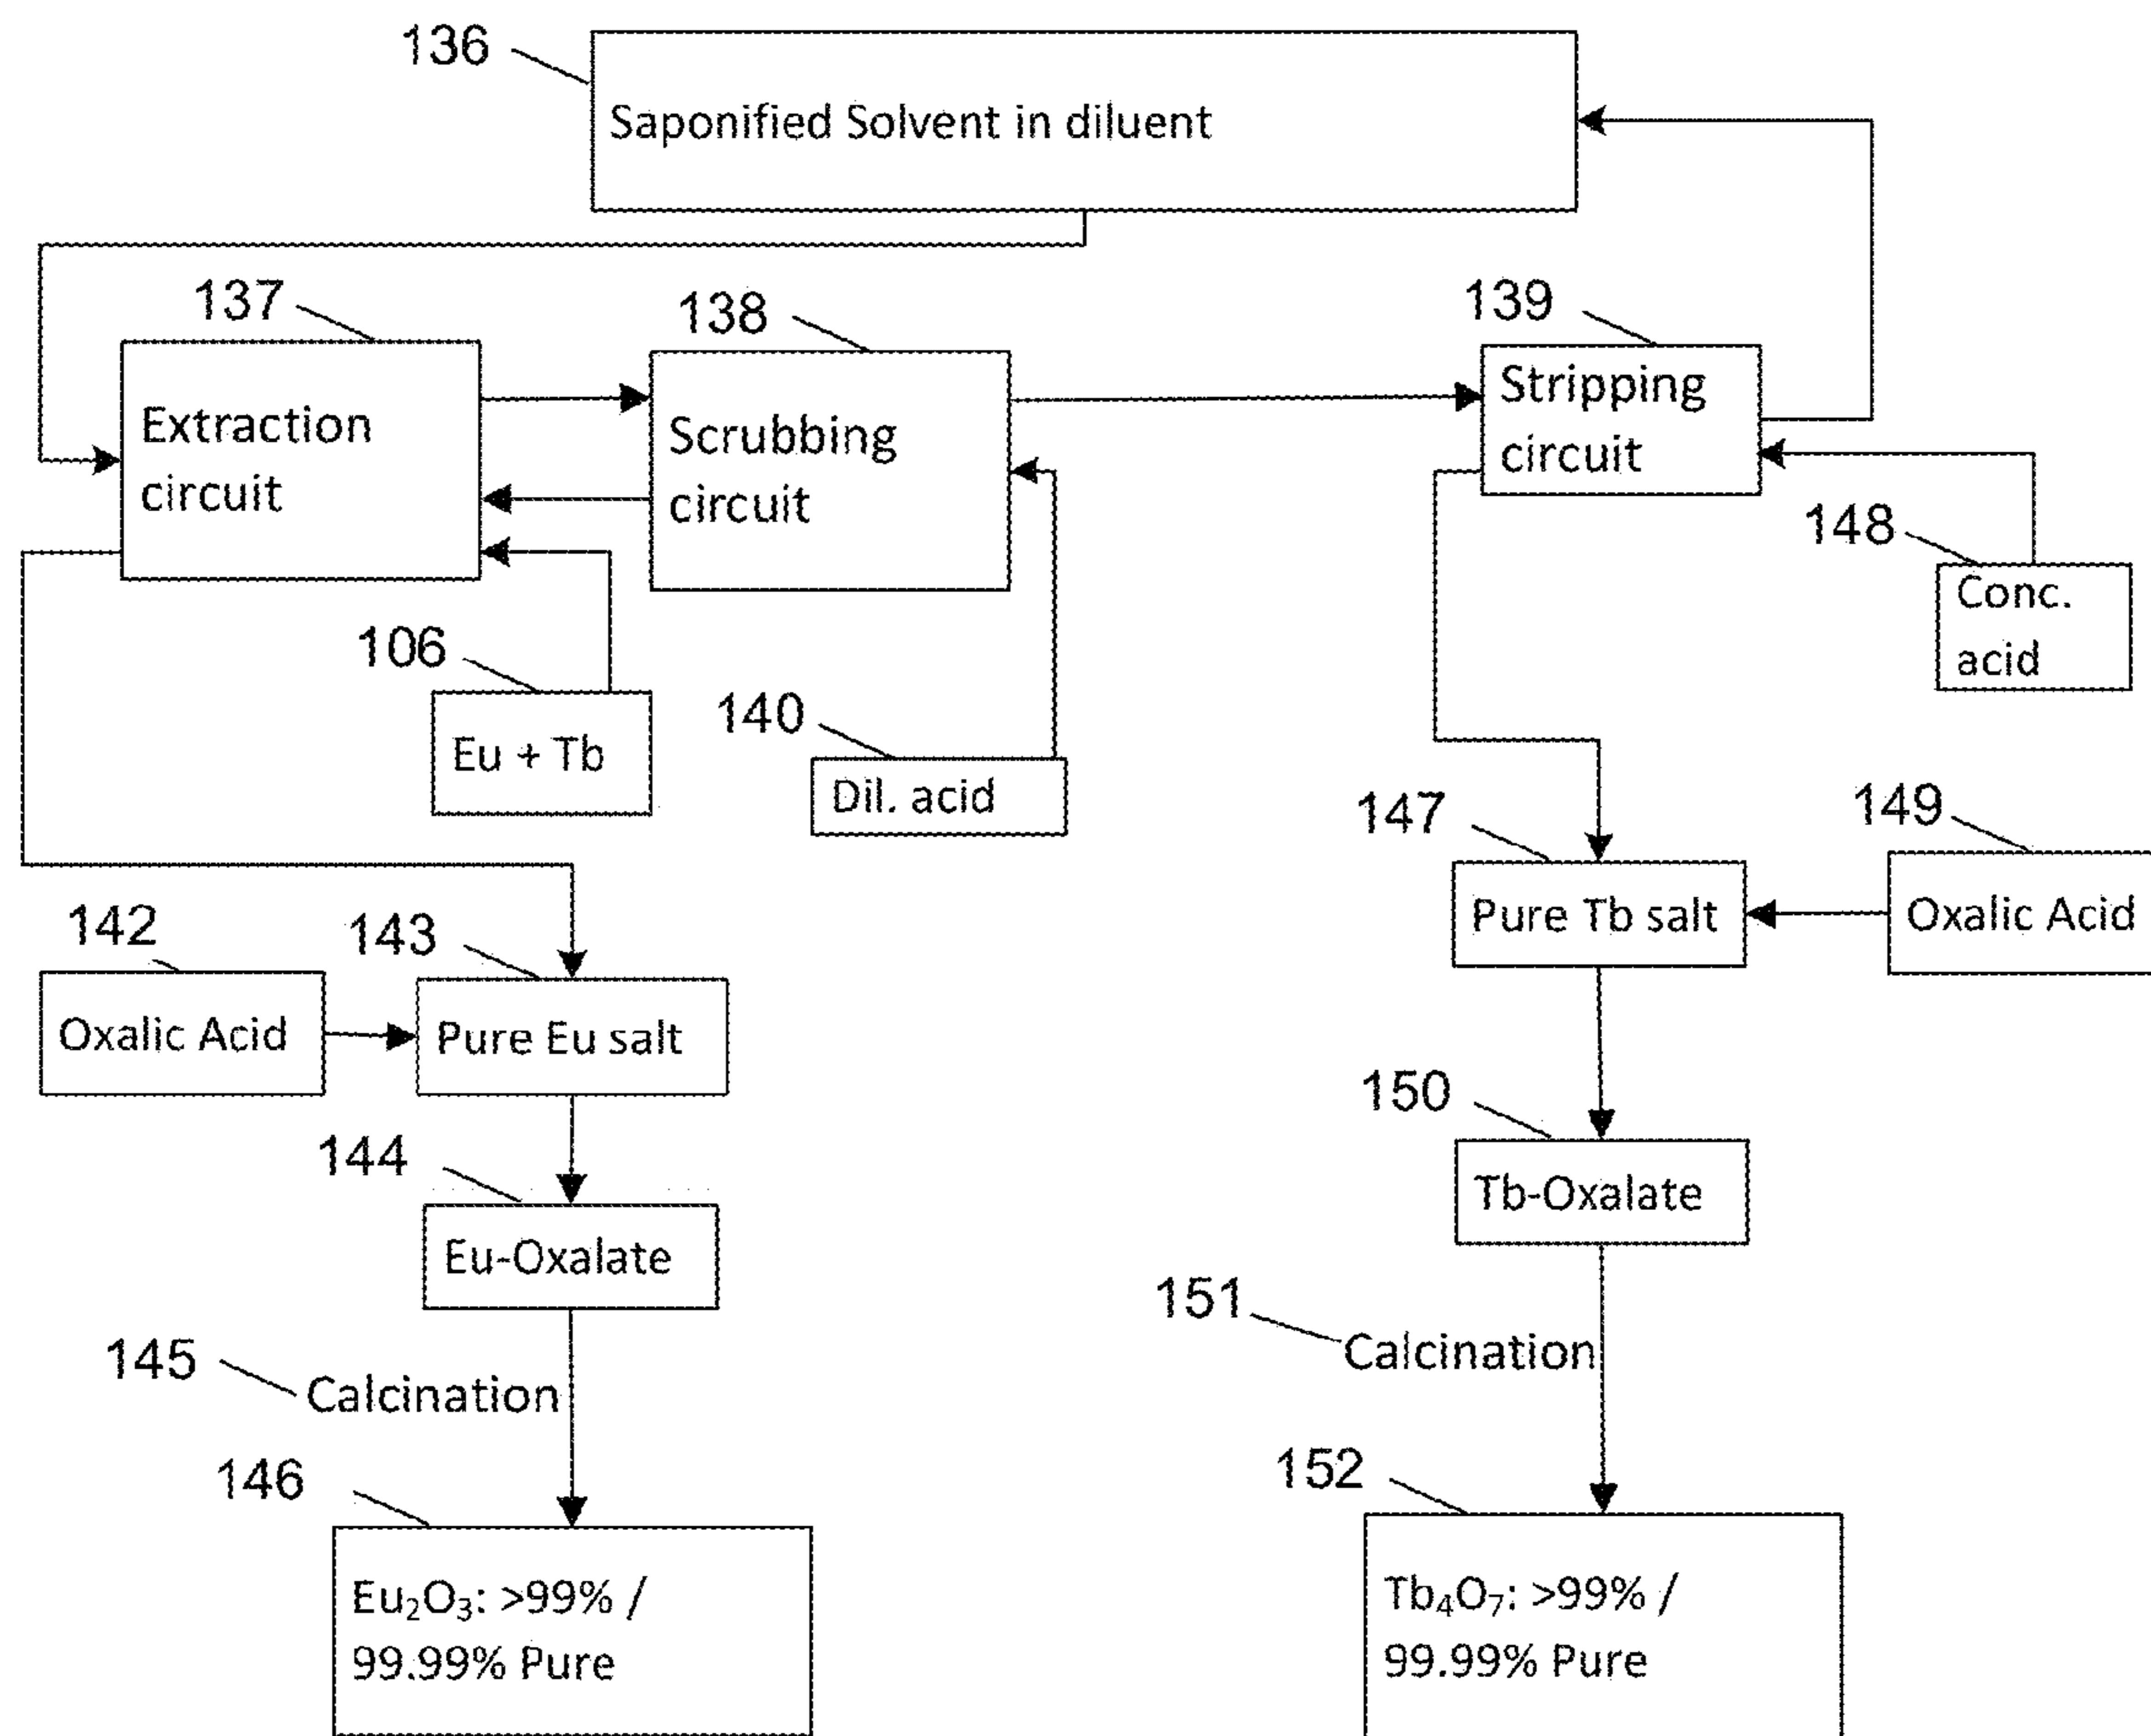 136
Saponified Solvent in diluent
137
138
139
Extraction
circuit
Scrubbing
circuit
Stripping
circuit
148
Conc.
acid
106
Eu + Tb
140
Dil. acid
147
149
Pure Tb salt
Oxalic Acid
142
143
Oxalic Acid
Pure Eu salt
150
144
Tb-Oxalate
Eu-Oxalate
151
Calcination
145
Calcination
146
152
Eu₂O₃: >99% /
99.99% Pure
Tb₄O₇: >99% /
99.99% Pure